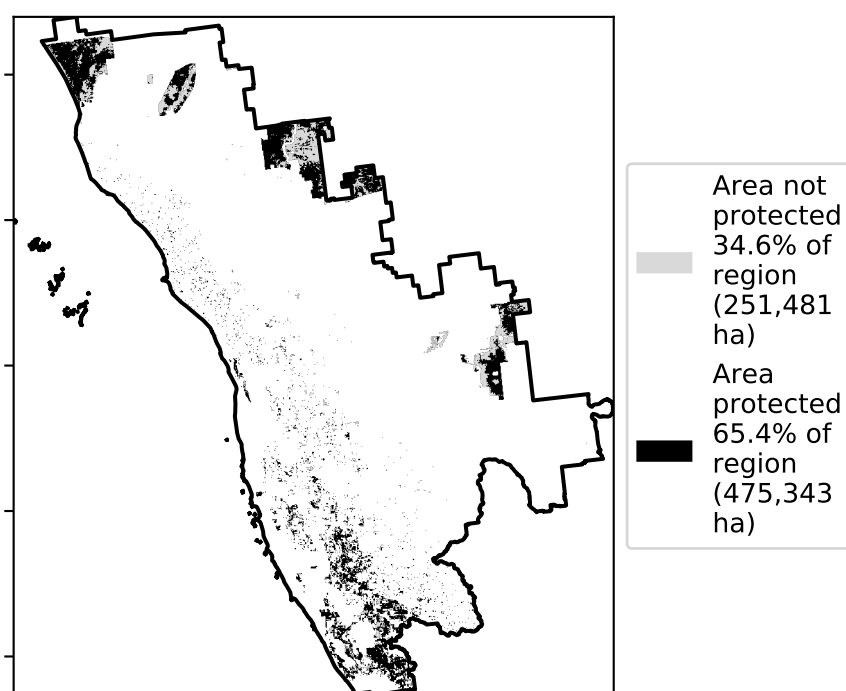 Area not
protected
34.6% of
region
(251,481
ha)
Area
protected
65.4% of
region
(475,343
ha)